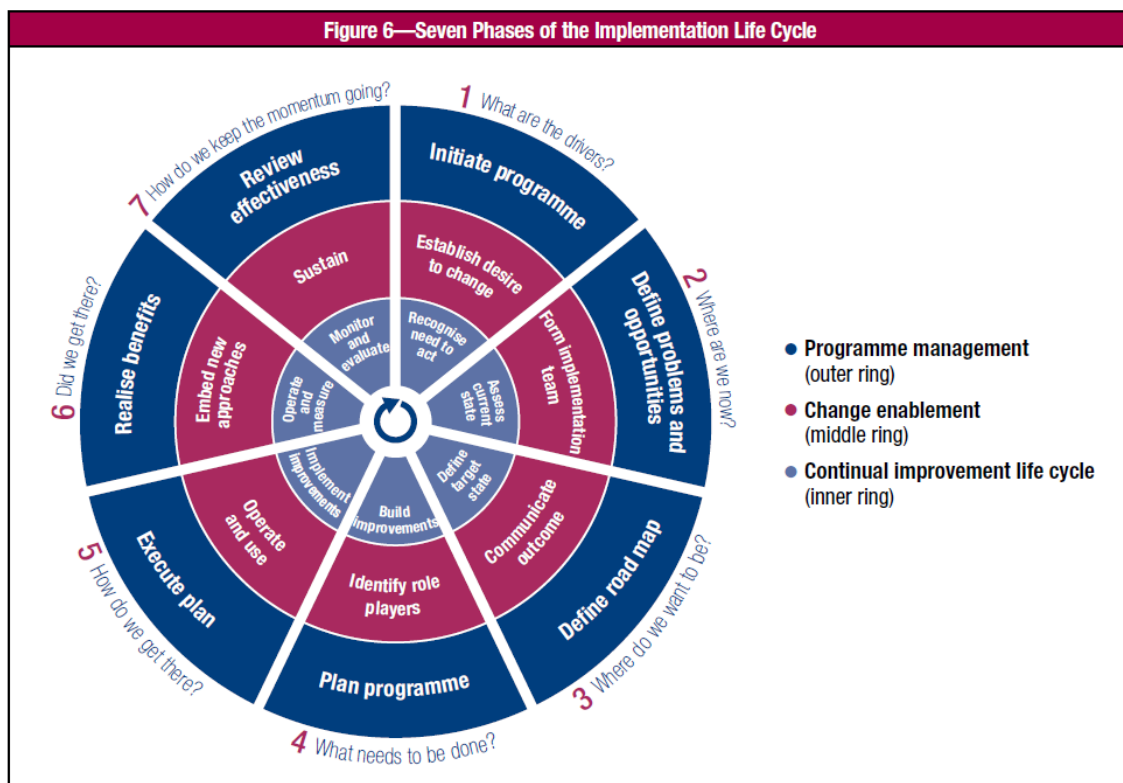 Figure 6—Seven Phases of the Implementation Life Cycle
1 What are the drivers?
Initiate programme
Establish desire
to change
Recognise
need to
act
2 Where are we now?
Define problems and
opportunities
Form implementation
team
Assess
current
state
3 Where do we want to be?
Define road map
Communicate
outcome
Define
target
state
4 What needs to be done?
Plan programme
Identify role
players
Build
improvements
5 How do we get there?
Execute plan
Operate
and use
Implement
improvements
6 Did we get there?
Realise benefits
Embed new
approaches
Operate
and
measure
7 How do we keep the momentum going?
Review
effectiveness
Sustain
Monitor
and
evaluate
Programme management
(outer ring)
Change enablement
(middle ring)
Continual improvement life cycle
(inner ring)